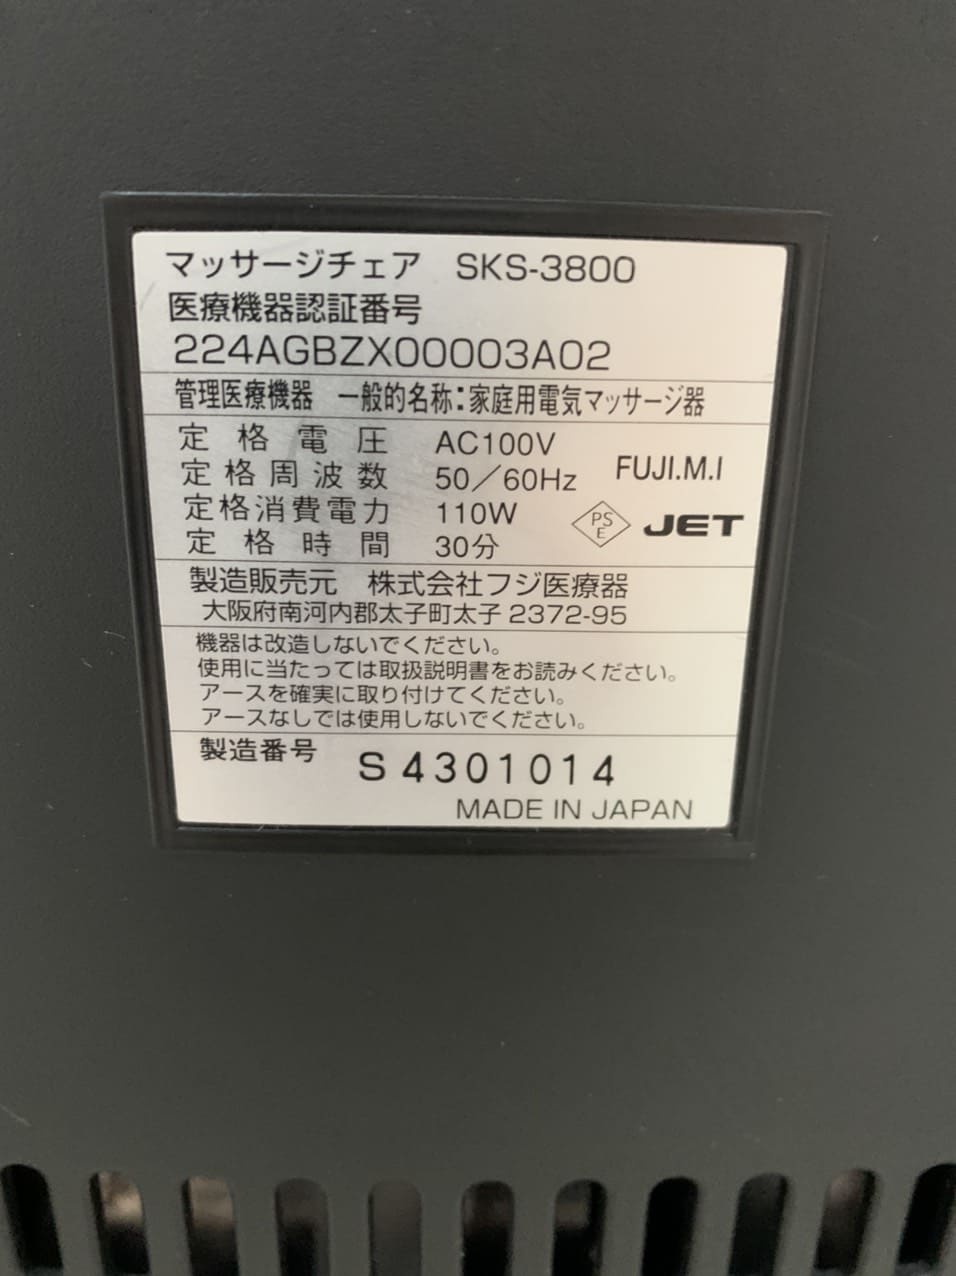 マッサージチェア SKS-3800
医療機器認証番号
224AGBZX00003A02
管理医療機器 一般的名称:家庭用電気マッサージ器
定格電圧 AC100V
定格周波数 50/60Hz FUJI.M.I
定格消費電力 110W PSE JET
定格時間 30分
製造販売元 株式会社フジ医療器
大阪府南河内郡太子町太子2372-95
機器は改造しないでください。
使用に当たっては取扱説明書をお読みください。
アースを確実に取り付けてください。
アースなしでは使用しないでください。
製造番号 S4301014
MADE IN JAPAN